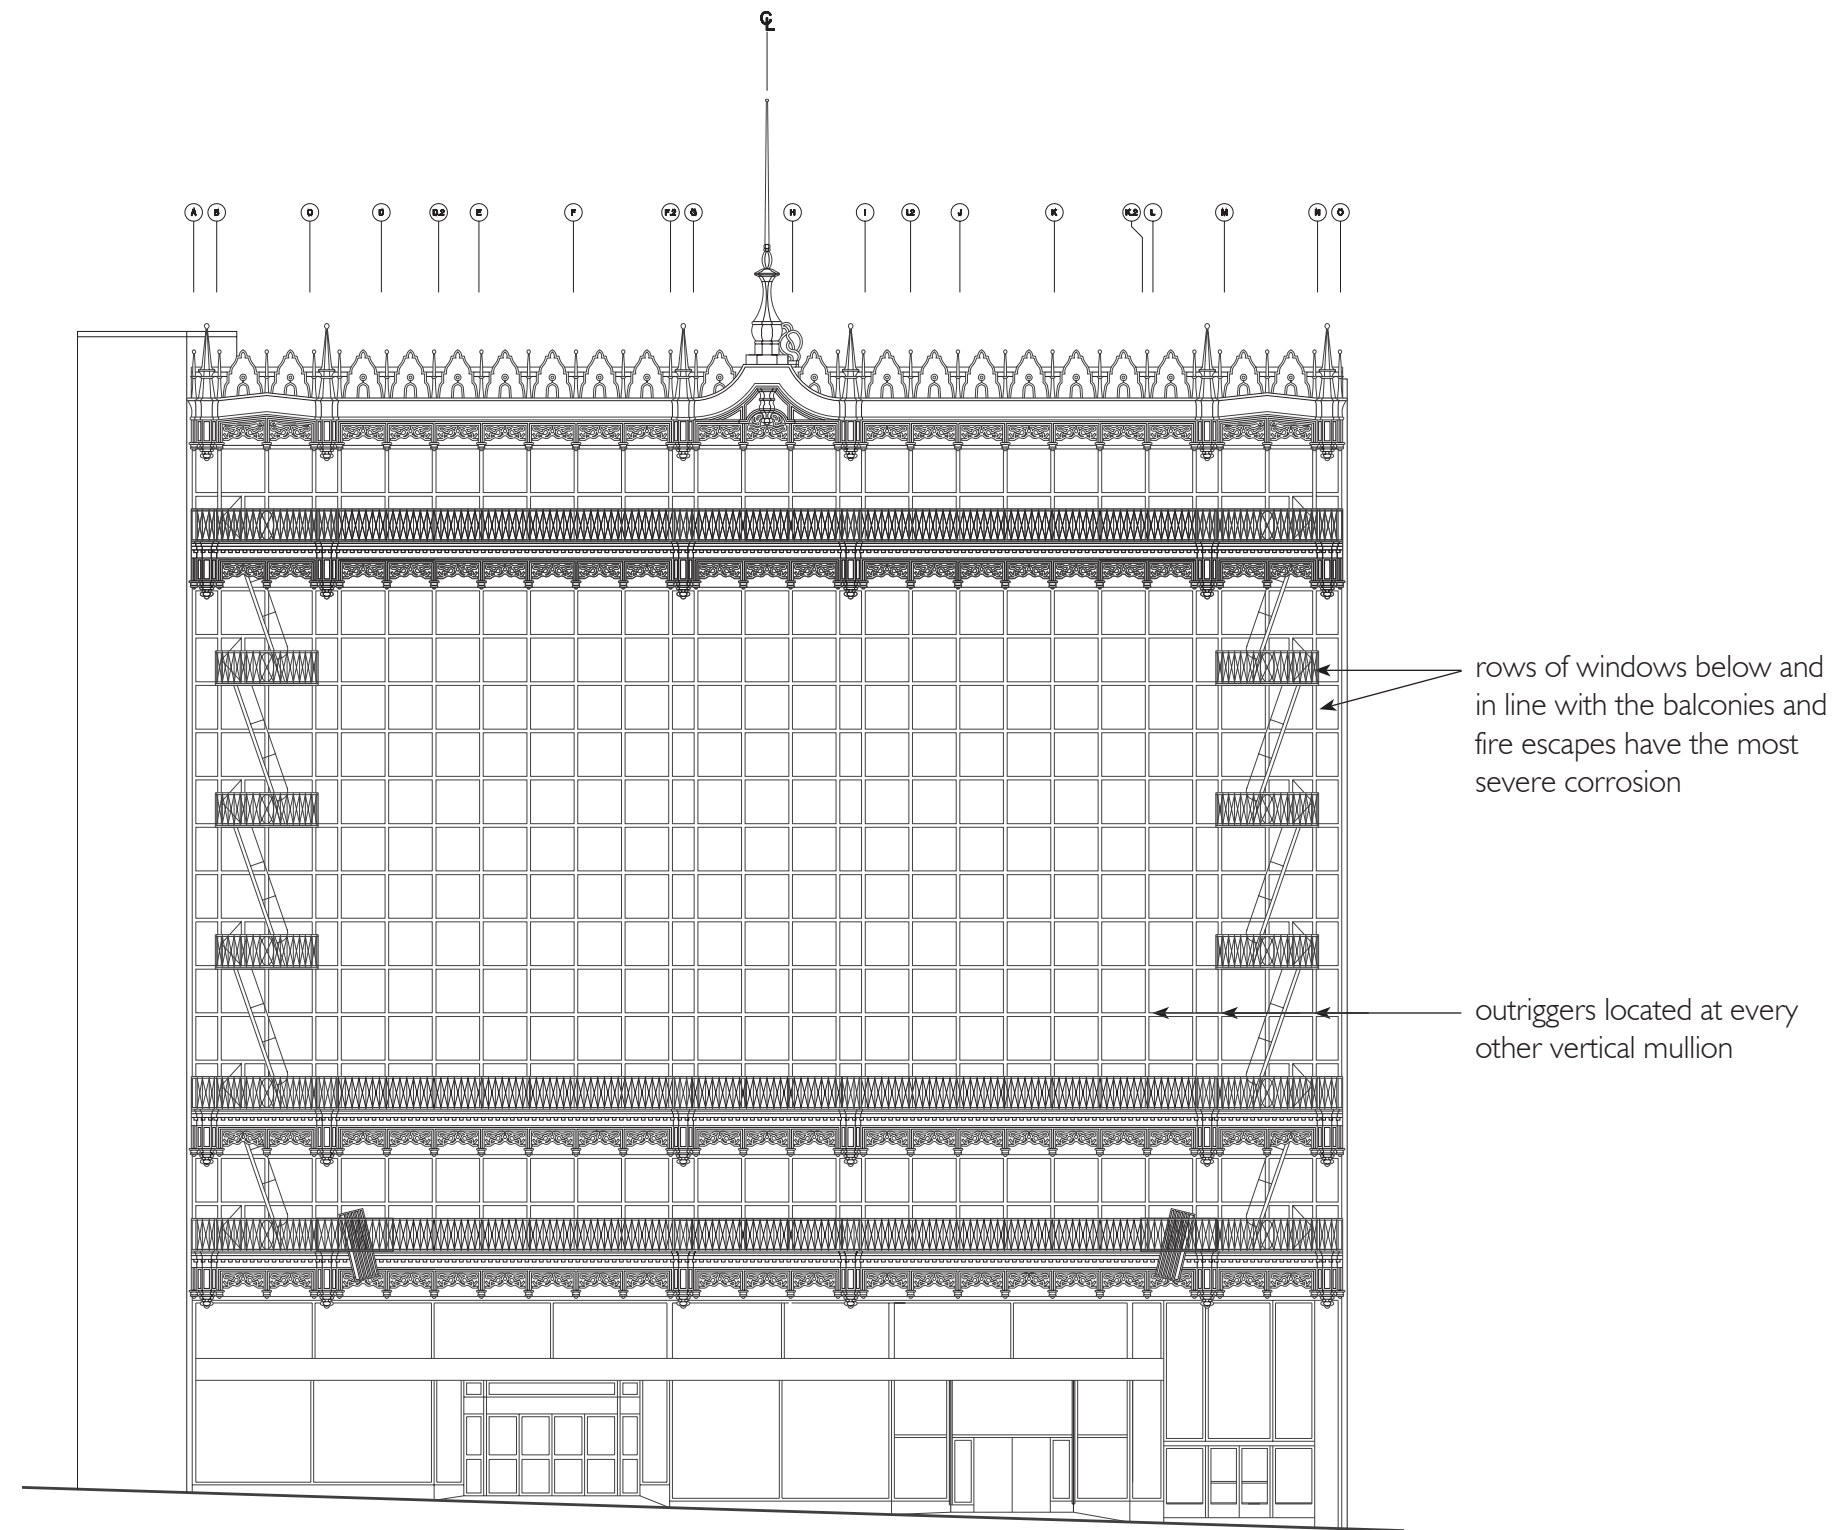 CL
A B C D D.2 E F F.2 G H I I.2 J K K.2 L M N O
rows of windows below and
in line with the balconies and
fire escapes have the most
severe corrosion
outriggers located at every
other vertical mullion